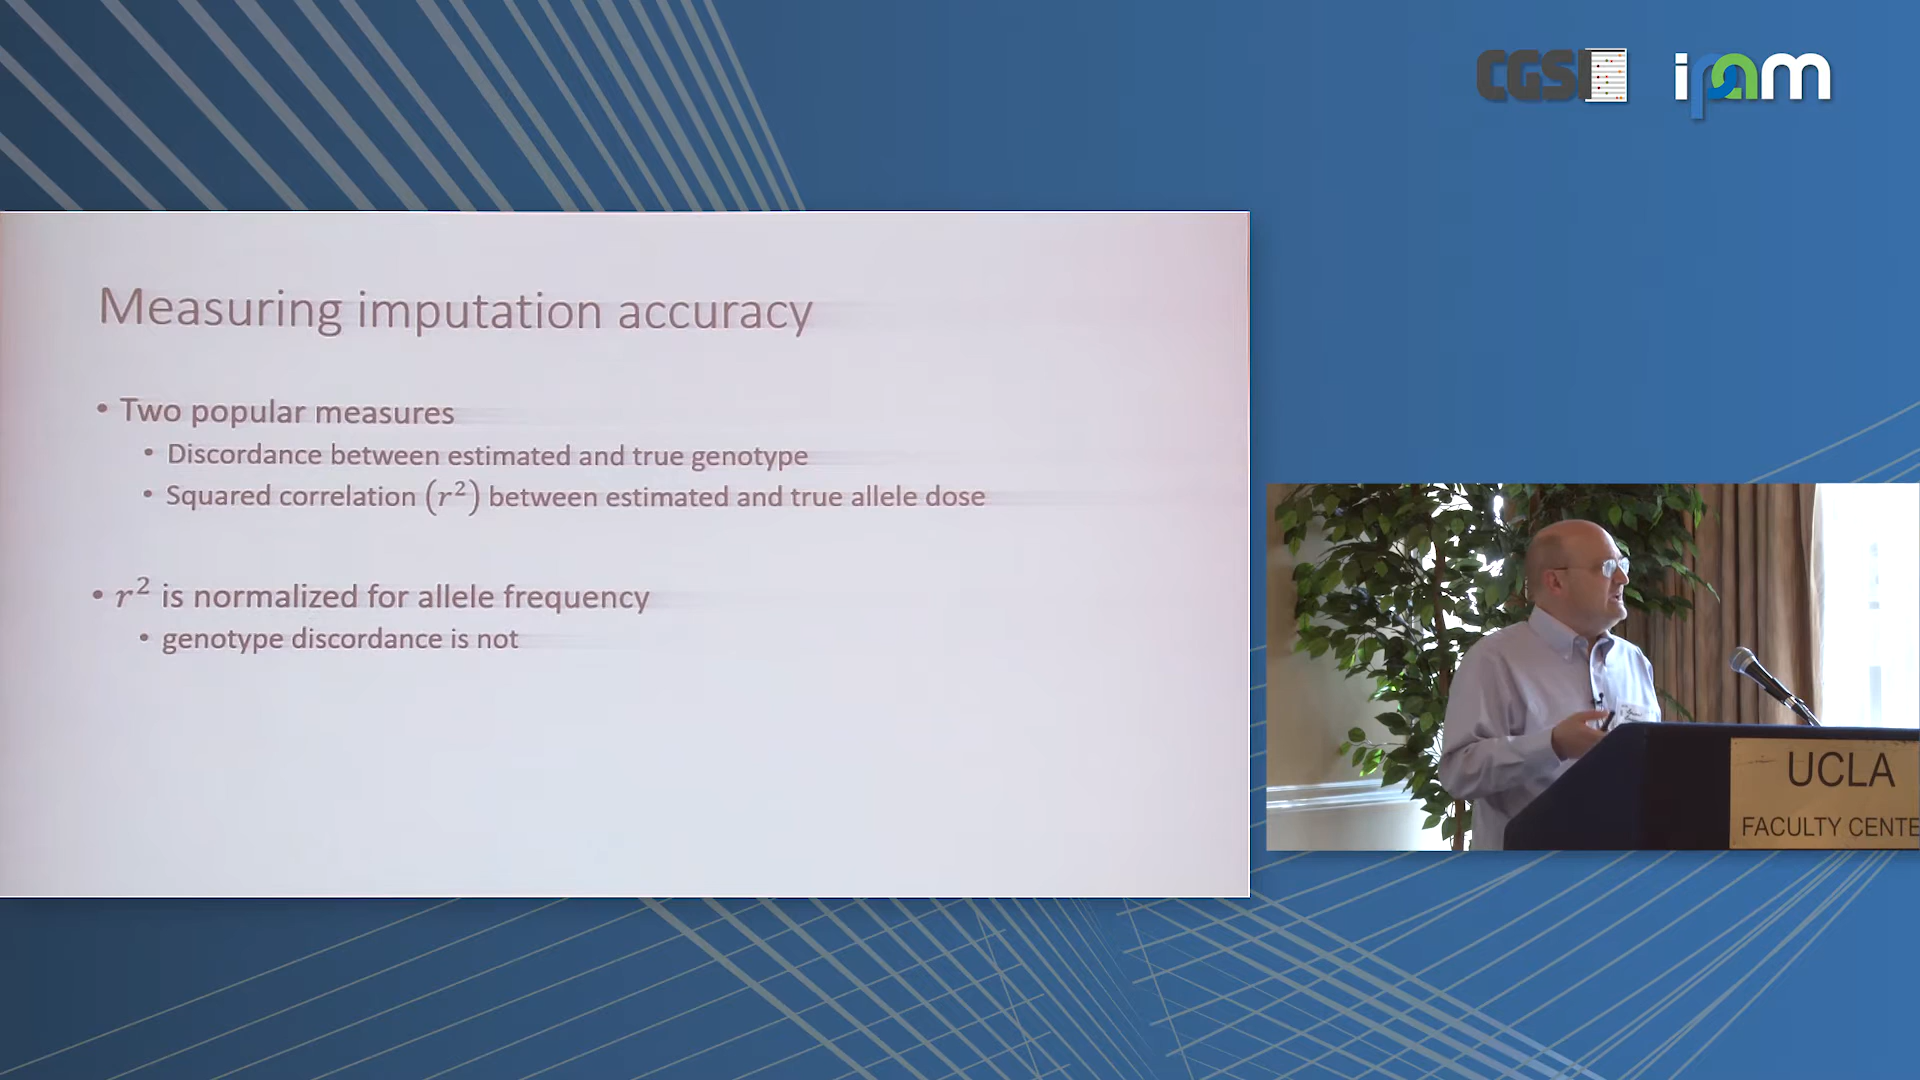 CGSI
ipam
Measuring imputation accuracy
• Two popular measures
• Discordance between estimated and true genotype
• Squared correlation (r²) between estimated and true allele dose
• r² is normalized for allele frequency
• genotype discordance is not
UCLA
FACULTY CENTE